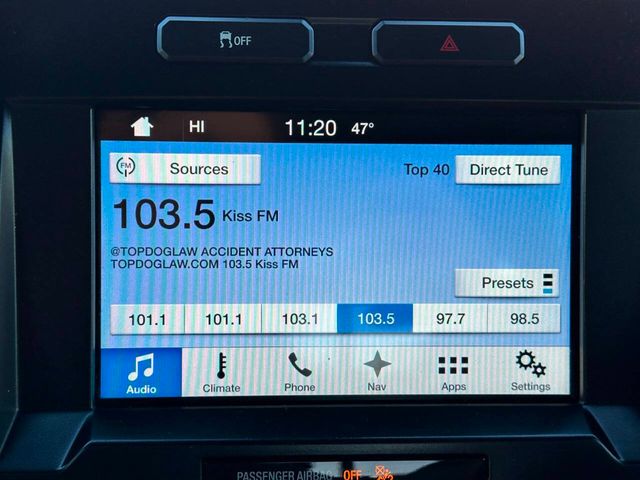 OFF
HI 11:20 47°
FM Sources Top 40 Direct Tune
103.5 Kiss FM
@TOPDOGLAW ACCIDENT ATTORNEYS
TOPDOGLAW.COM 103.5 Kiss FM
Presets
101.1 101.1 103.1 103.5 97.7 98.5
Audio Climate Phone Nav Apps Settings
PASSENGER AIRBAG OFF